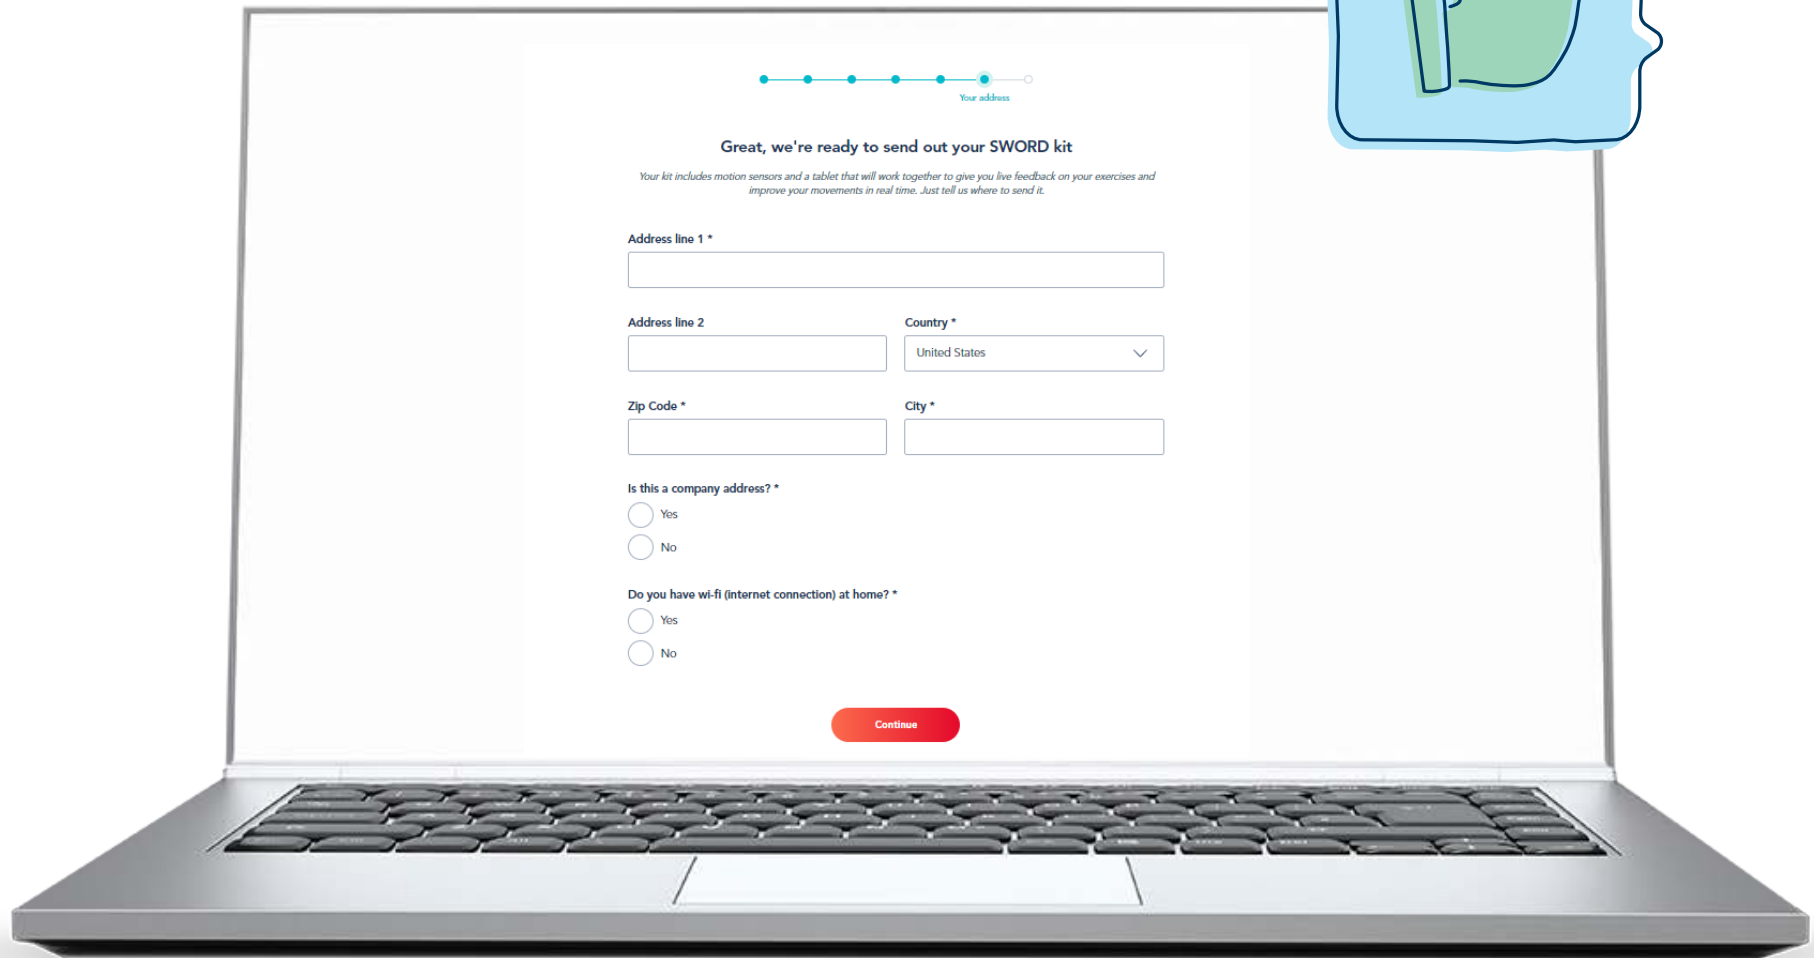 Your address
Great, we're ready to send out your SWORD kit
Your kit includes motion sensors and a tablet that will work together to give you live feedback on your exercises and
improve your movements in real time. Just tell us where to send it.
Address line 1 *
Address line 2
Country *
United States
Zip Code *
City *
Is this a company address? *
Yes
No
Do you have wi-fi (internet connection) at home? *
Yes
No
Continue